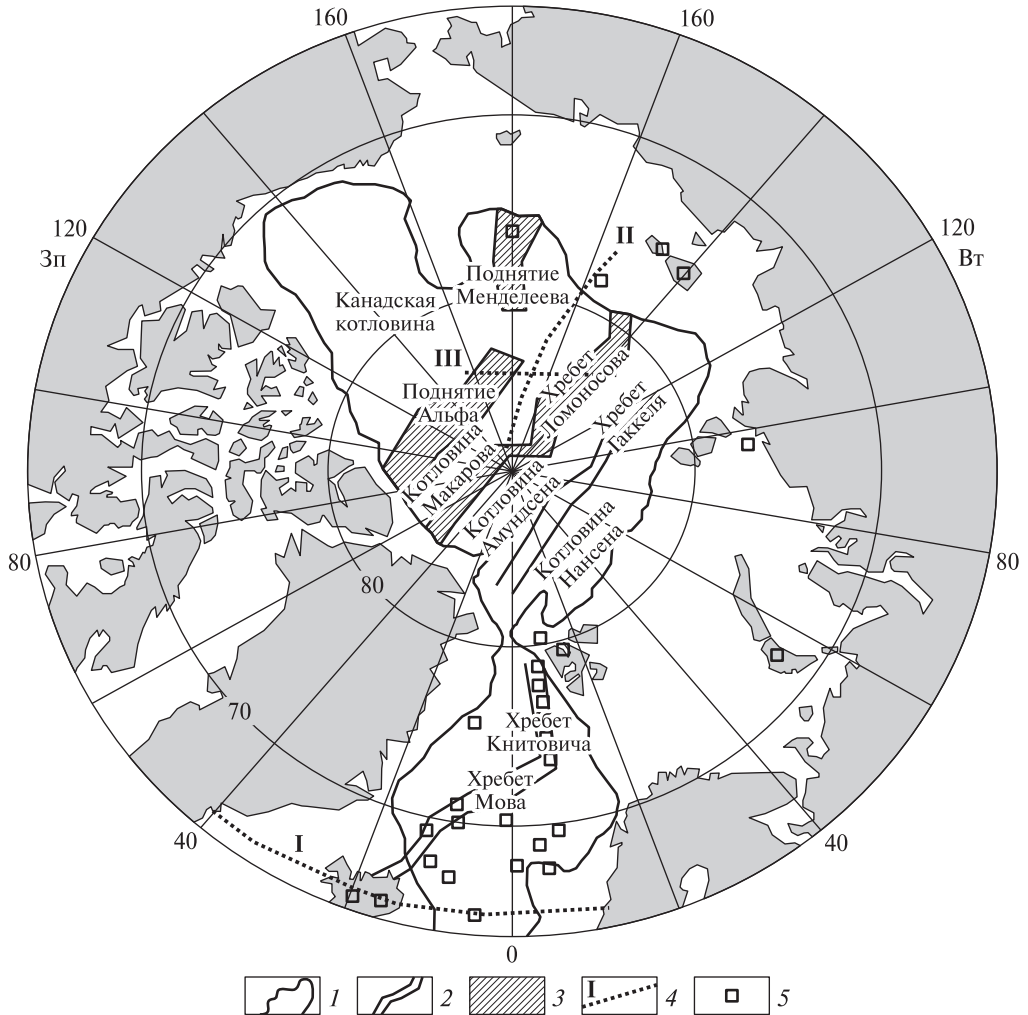 160
160
120
Зп
120
Вт
II
Поднятие
Менделеева
Канадская
котловина
III
Поднятие
Альфа
Хребет
Ломоносова
Хребет
Гаккеля
Котловина
Макарова
Котловина
Амундсена
Котловина
Нансена
80
80
80
70
Хребет
Книтовича
Хребет
Мова
40
I
40
0
1
2
3
I
4
5